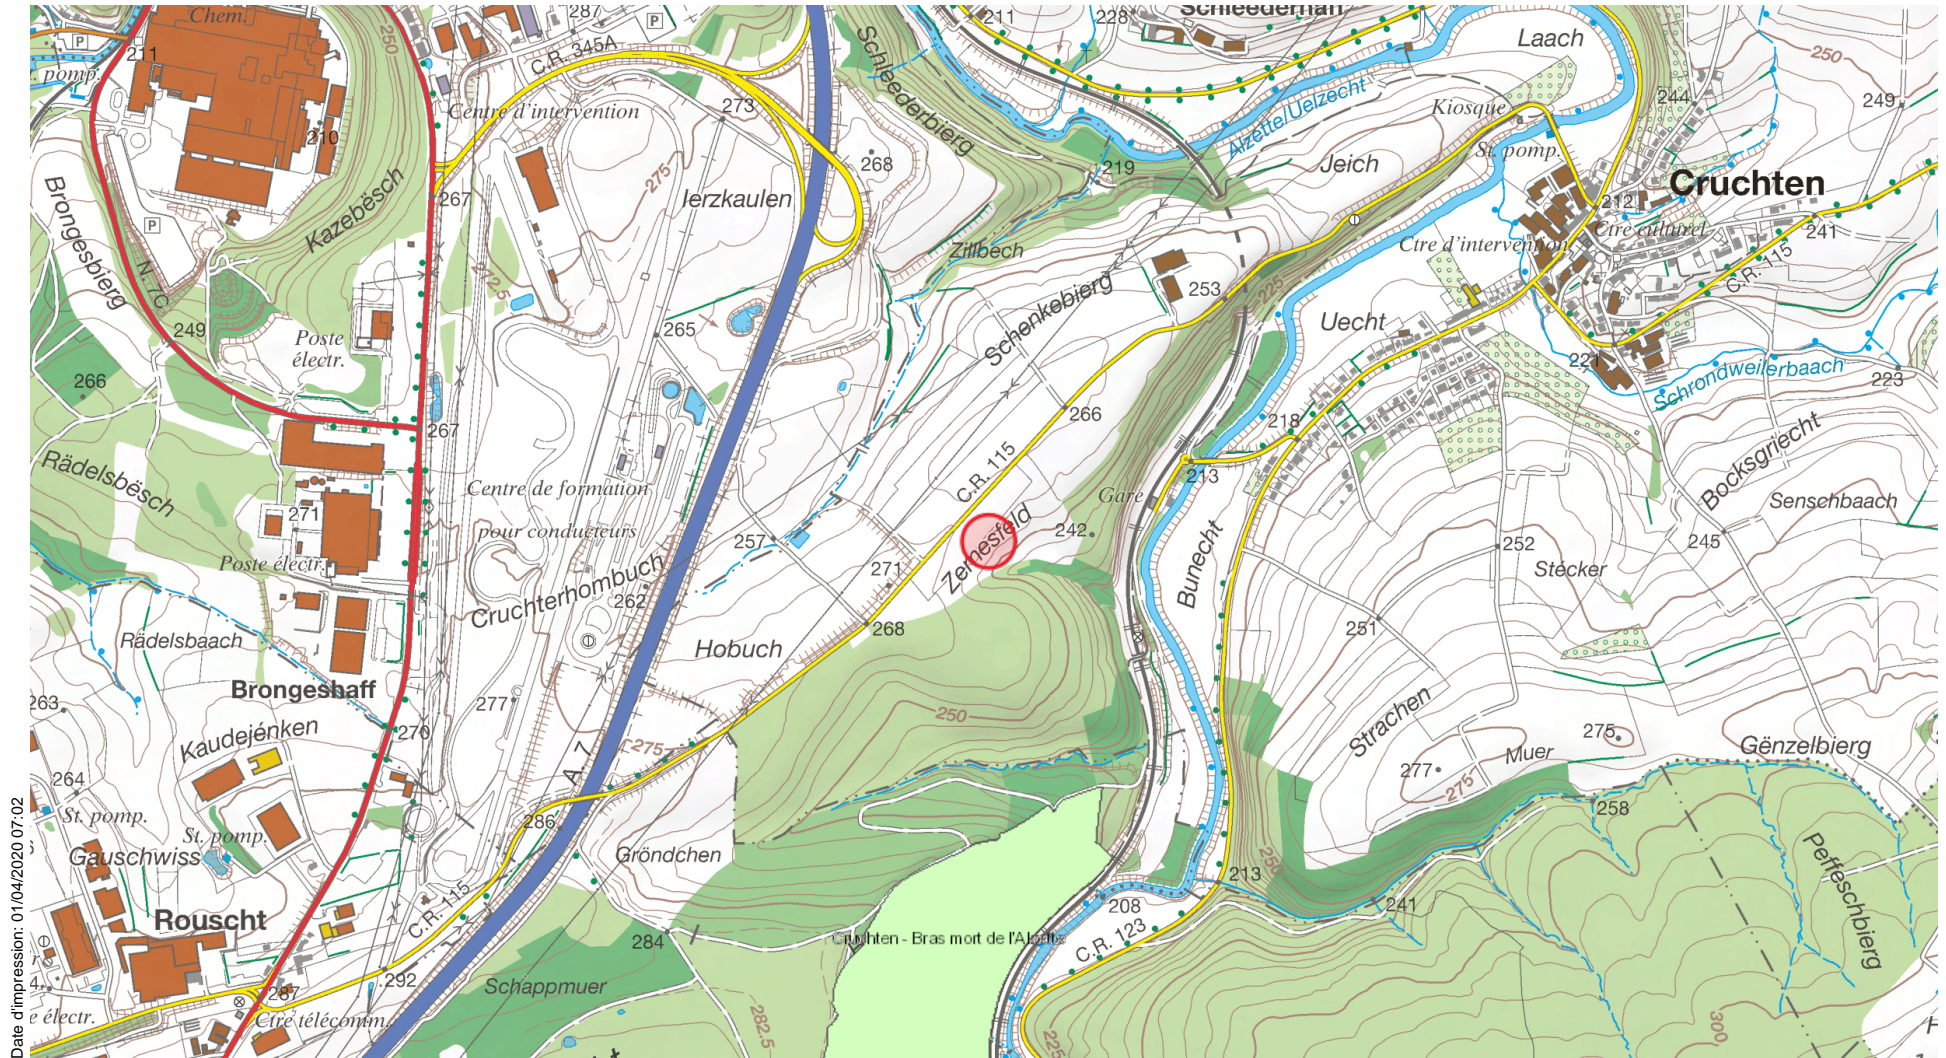 Chem.
287
P
211
228
Schleederhaff
Laach
250
P
211
pomp.
250
C.R. 345A
Schleederbierg
Centre d'intervention
273
Kiosque
244
249
210
Alzette/Uelzecht
St. pomp.
268
219
Jeich
Cruchten
Brongesbierg
Kazebësch
267
275
Ierzkaulen
212
P
Ctre culturel
Ctre d'intervention
241
Zillbech
N. 7C
272.5
Schenkebierg
253
225
C.R. 115
249
Poste
électr.
265
Uecht
221
266
Schrondweilerbaach
223
266
267
218
Rädelsbësch
C.R. 115
Bocksgriecht
213
Centre de formation
Gare
Senschbaach
271
pour conducteurs
257
Zernesfeld
242
252
245
Poste électr.
Cruchterhombuch
271
Bunecht
Stécker
262
268
251
Rädelsbaach
Hobuch
Brongeshaff
263
277
250
Strachen
270
Kaudejénken
275
275
Muer
Gënzelbierg
A. 7
277
275
264
258
St. pomp.
286
St. pomp.
Gauschwiss
Gröndchen
250
213
Peffeschbierg
C.R. 115
241
208
Rouscht
284
Cruchten - Bras mort de l'Alzette
C.R. 123
292
Schappmuer
287
e électr.
Ctre télécomm.
282.5
225
300
Date d'impression: 01/04/2020 07:02